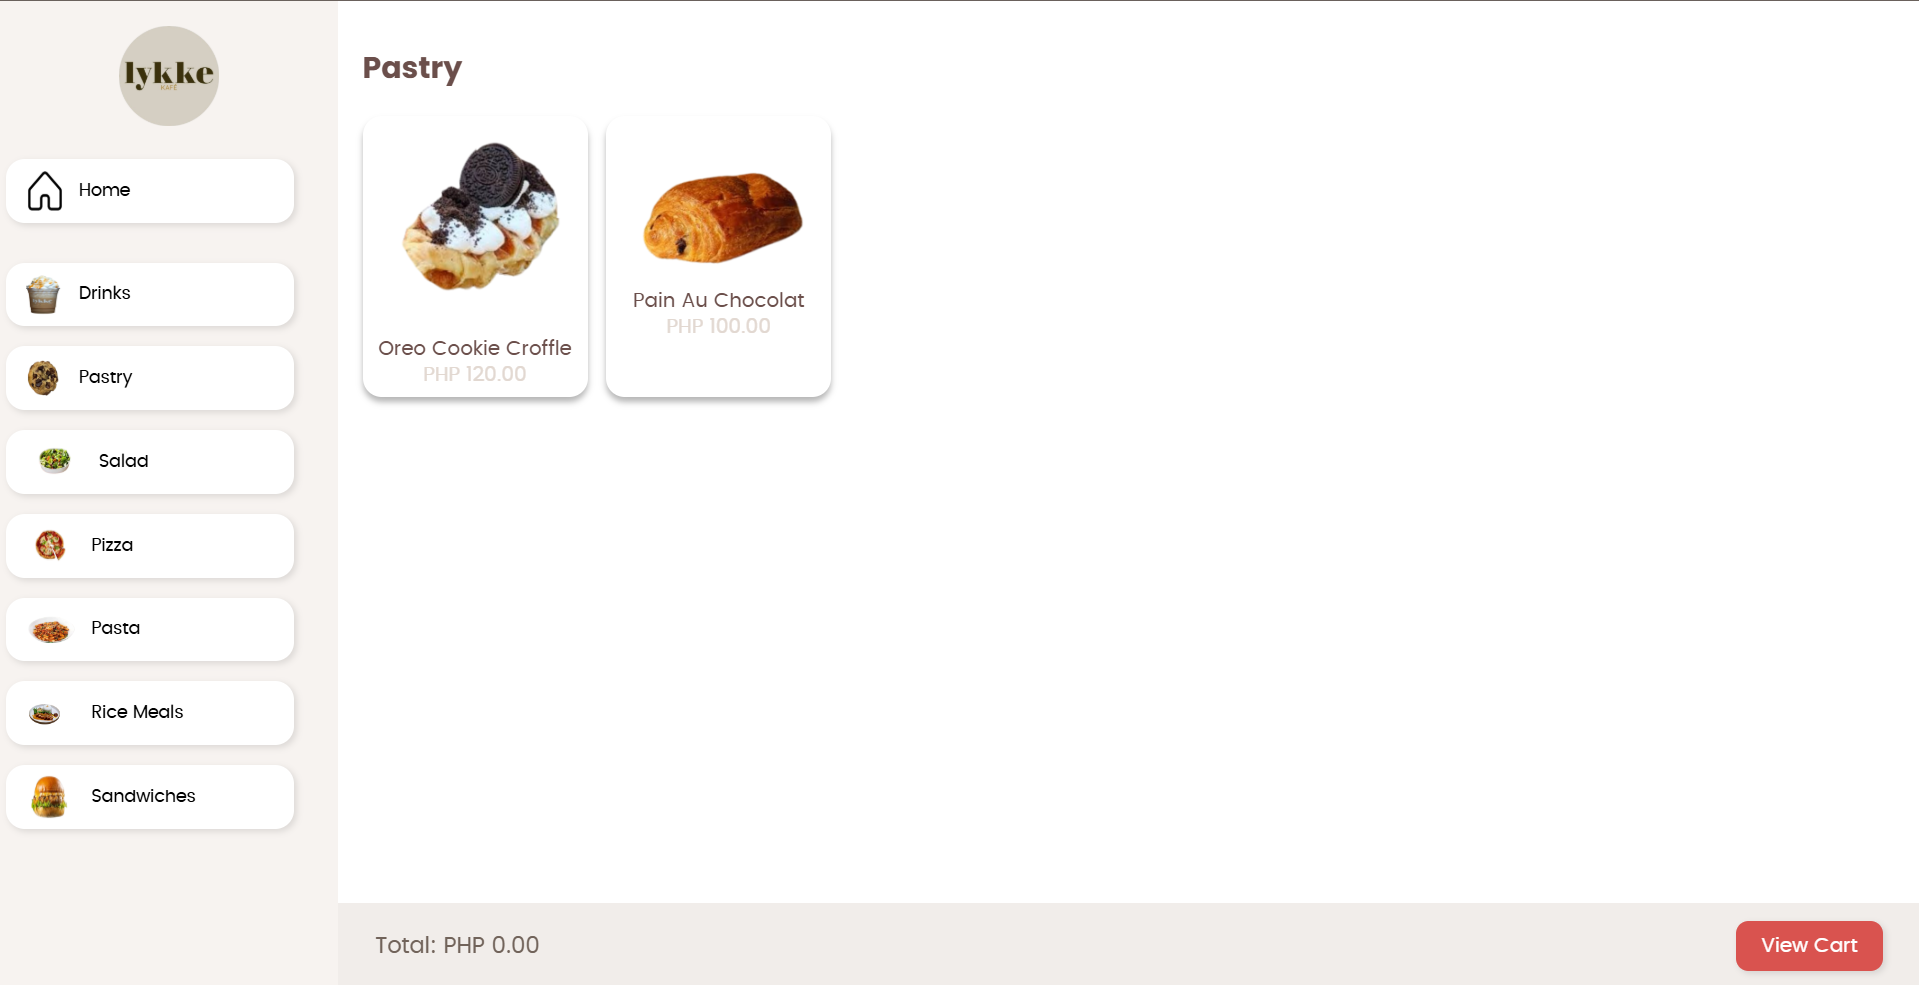 lykke
KAFÉ
Home
Drinks
Pastry
Salad
Pizza
Pasta
Rice Meals
Sandwiches
Pastry
Oreo Cookie Croffle
PHP 120.00
Pain Au Chocolat
PHP 100.00
Total: PHP 0.00
View Cart